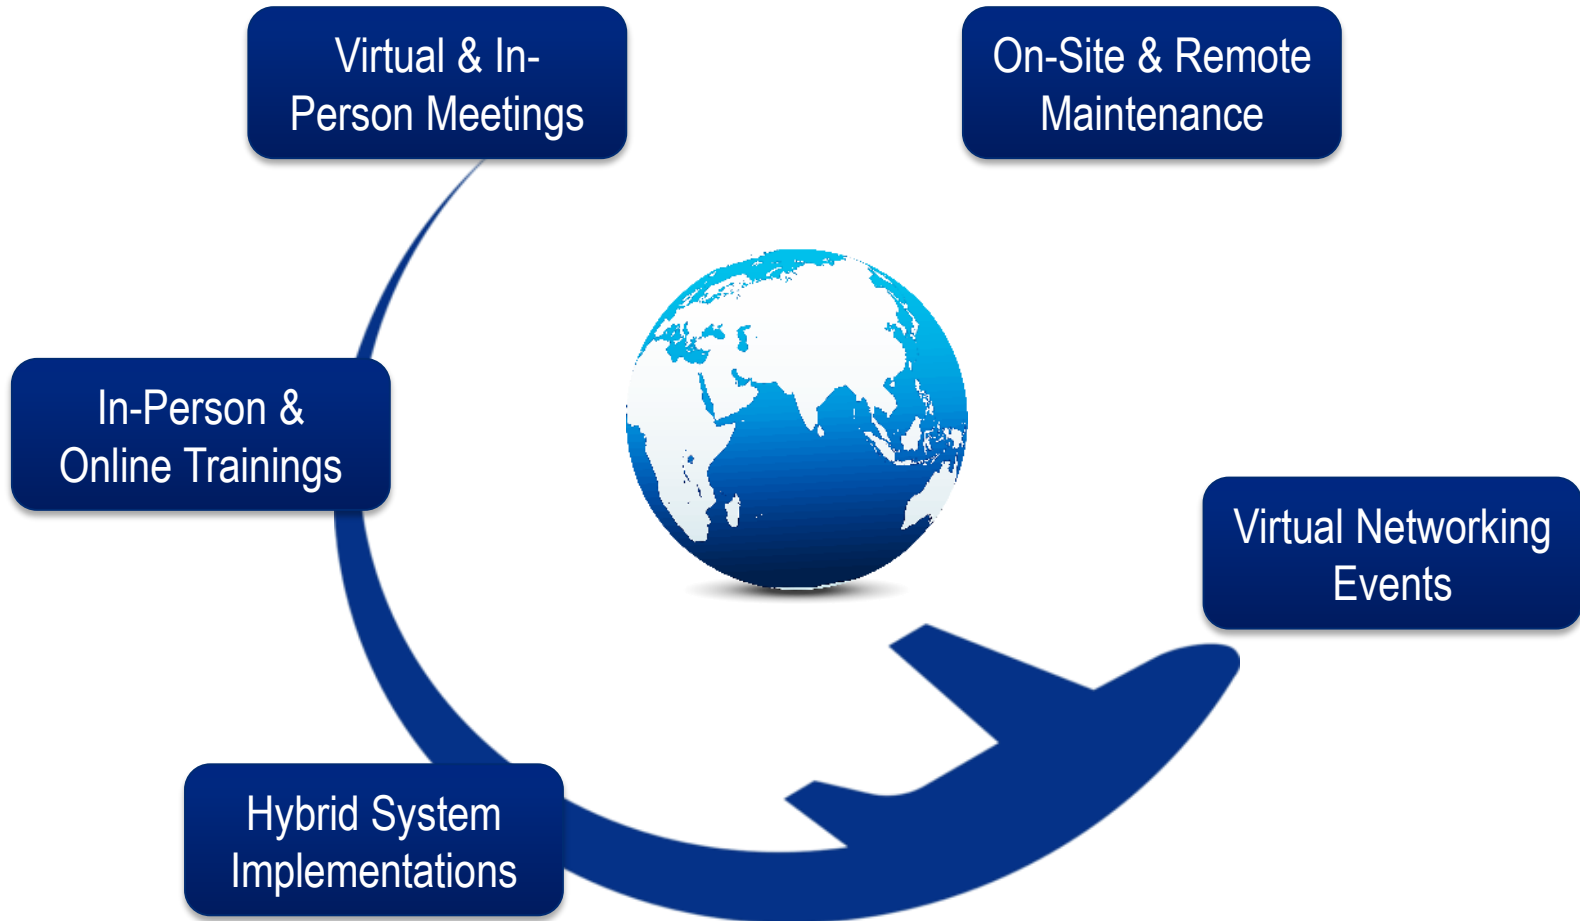 Virtual & In-
Person Meetings
On-Site & Remote
Maintenance
In-Person &
Online Trainings
Virtual Networking
Events
Hybrid System
Implementations